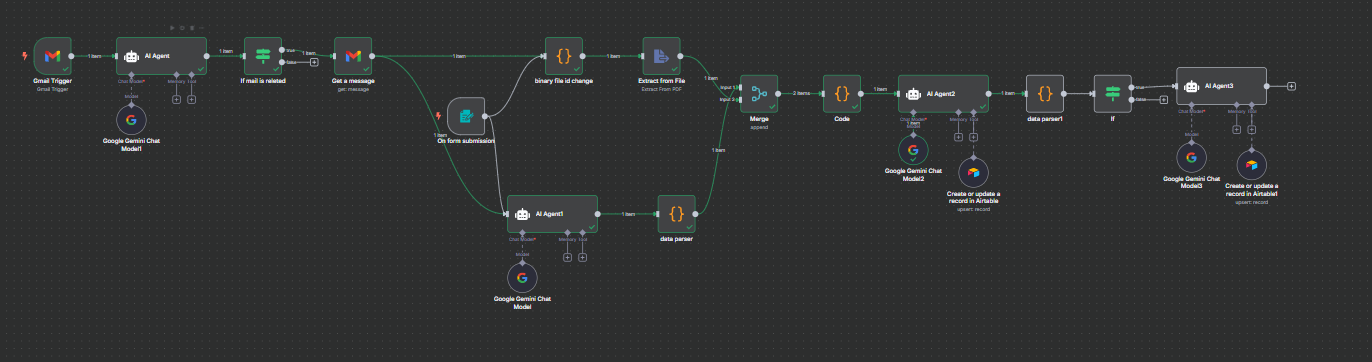 Gmail Trigger
Gmail Trigger
1 item
AI Agent
Chat Model*
Memory
Tool
Model
Google Gemini Chat
Model1
1 item
If mail is releted
true
false
1 item
Get a message
get: message
1 item
1 item
On form submission
binary file id change
1 item
Extract from File
Extract From PDF
1 item
AI Agent1
Chat Model*
Memory
Tool
Model
Google Gemini Chat
Model
1 item
data parser
1 item
Input 1
Input 2
Merge
append
2 items
Code
1 item
AI Agent2
Chat Model*
Memory
Tool
1 item
Model
Google Gemini Chat
Model2
Create or update a
record in Airtable
upsert: record
1 item
data parser1
If
true
false
AI Agent3
Chat Model*
Memory
Tool
Model
Google Gemini Chat
Model3
Create or update a
record in Airtable1
upsert: record